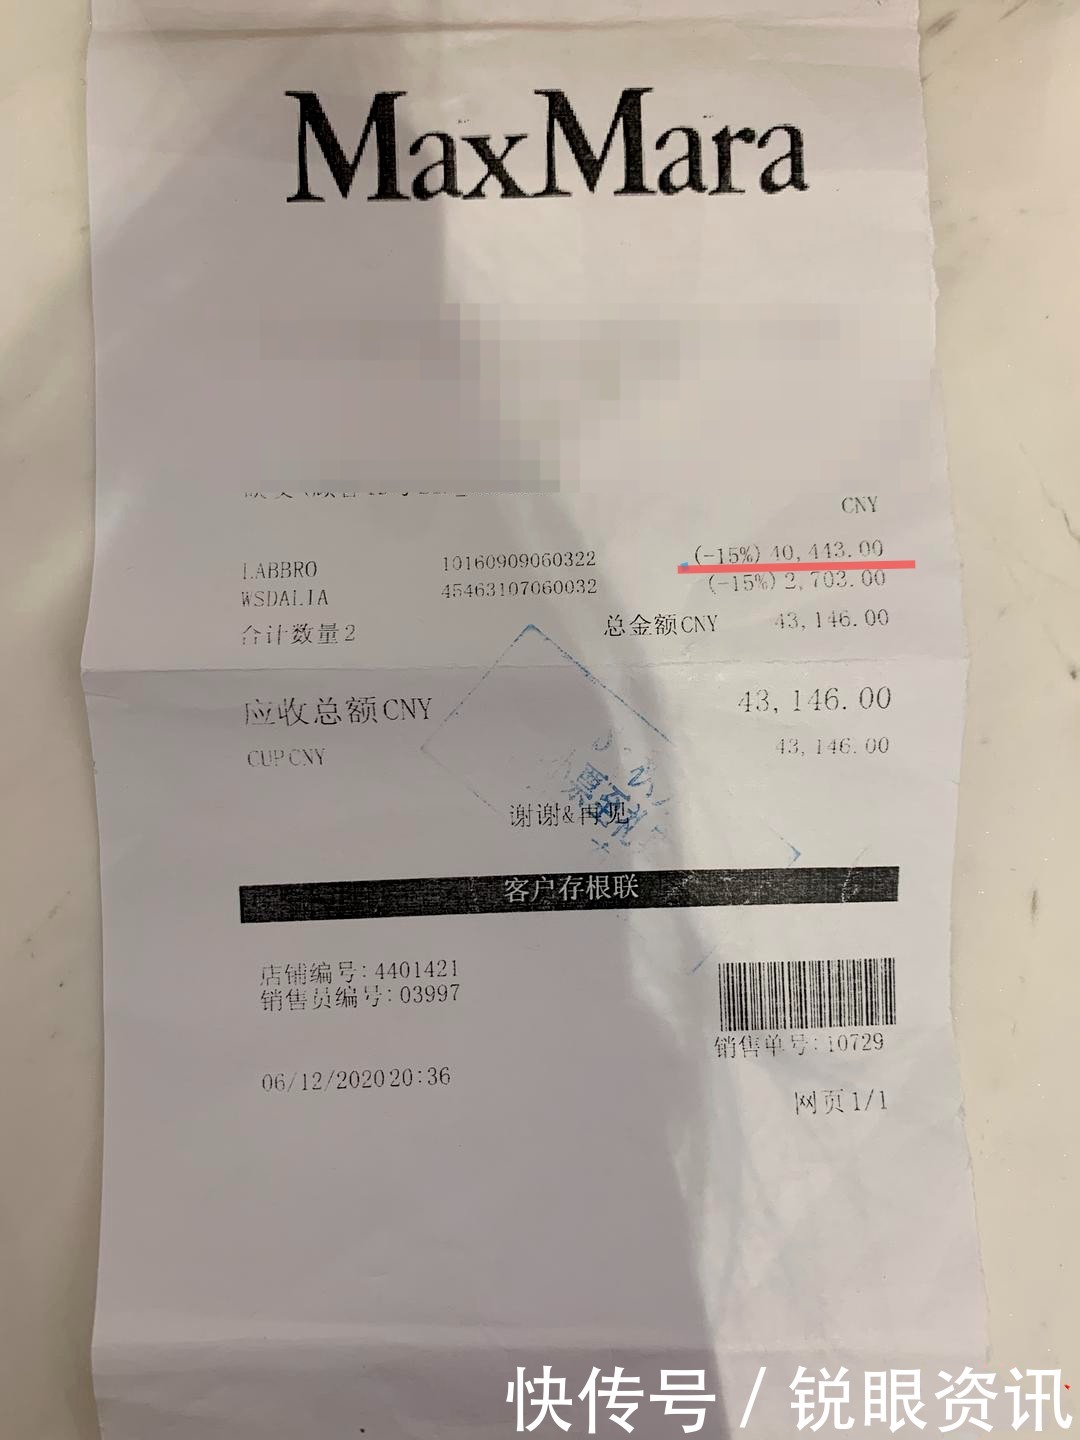 MaxMara
CNY
LABBRO 10160909060322 (-15%) 40,443.00
WSDALIA 45463107060032 (-15%) 2,703.00
合计数量2 总金额CNY 43,146.00
应收总额CNY 43,146.00
CUP CNY 43,146.00
谢谢&再见
客户存根联
店铺编号:4401421
销售员编号:03997
销售单号:10729
06/12/2020 20:36
网页1/1
快传号 / 锐眼资讯